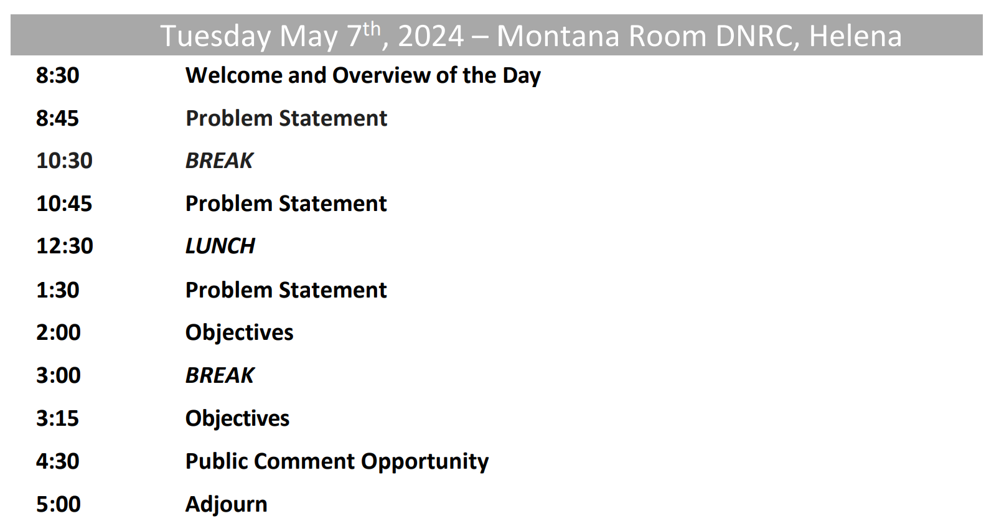 Tuesday May 7th, 2024 – Montana Room DNRC, Helena
8:30 Welcome and Overview of the Day
8:45 Problem Statement
10:30 BREAK
10:45 Problem Statement
12:30 LUNCH
1:30 Problem Statement
2:00 Objectives
3:00 BREAK
3:15 Objectives
4:30 Public Comment Opportunity
5:00 Adjourn